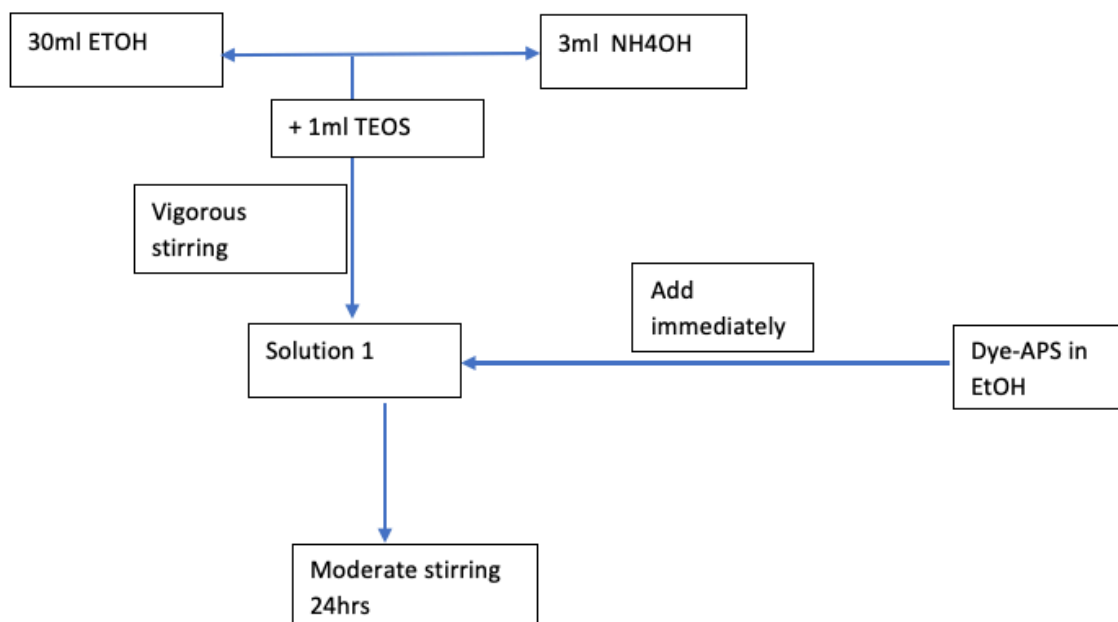 30ml ETOH
3ml  NH4OH
+ 1ml TEOS
Vigorous
stirring
Add
immediately
Solution 1
Dye-APS in
EtOH
Moderate stirring
24hrs